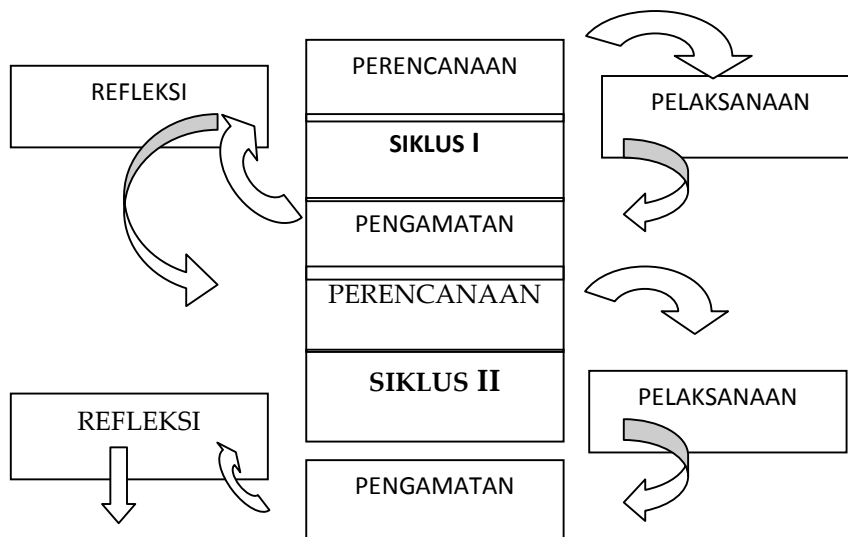 PERENCANAAN
REFLEKSI
PELAKSANAAN
SIKLUS I
PENGAMATAN
PERENCANAAN
SIKLUS II
PELAKSANAAN
REFLEKSI
PENGAMATAN